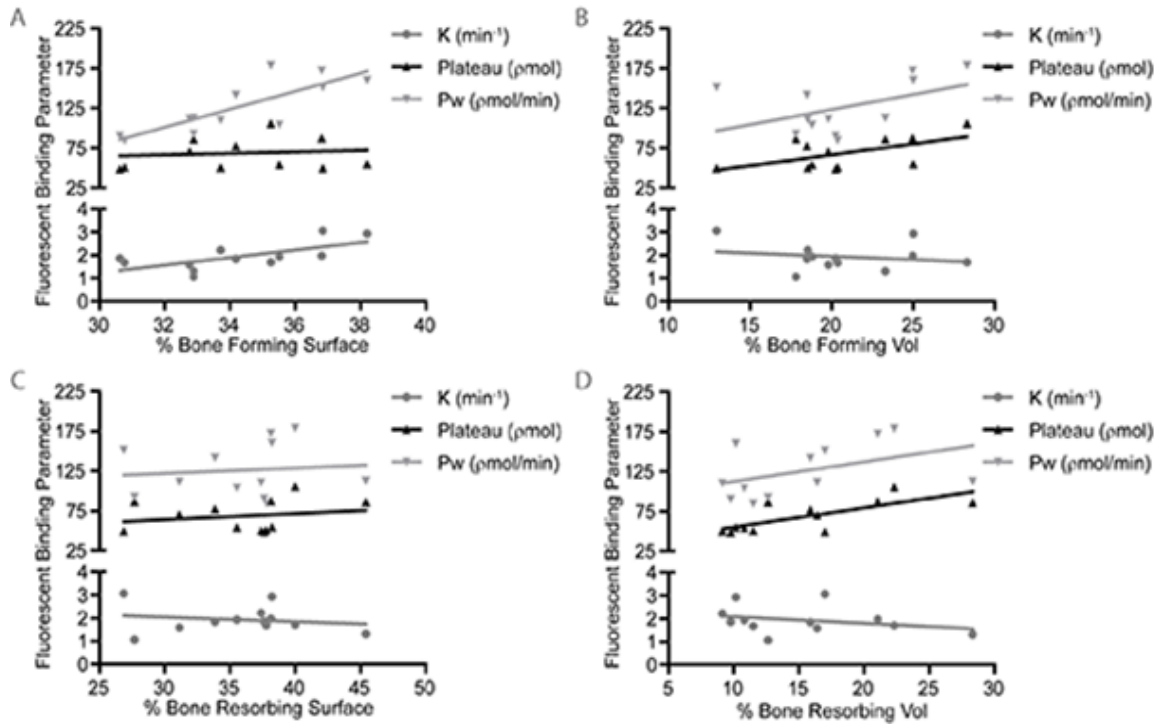 A
Fluorescent Binding Parameter
225
175
125
75
25
4
3
2
1
0
30 32 34 36 38 40
% Bone Forming Surface
K (min⁻¹)
Plateau (ρmol)
Pw (ρmol/min)
B
Fluorescent Binding Parameter
225
175
125
75
25
4
3
2
1
0
10 15 20 25 30
% Bone Forming Vol
K (min⁻¹)
Plateau (ρmol)
Pw (ρmol/min)
C
Fluorescent Binding Parameter
225
175
125
75
25
4
3
2
1
0
25 30 35 40 45 50
% Bone Resorbing Surface
K (min⁻¹)
Plateau (ρmol)
Pw (ρmol/min)
D
Fluorescent Binding Parameter
225
175
125
75
25
4
3
2
1
0
5 10 15 20 25 30
% Bone Resorbing Vol
K (min⁻¹)
Plateau (ρmol)
Pw (ρmol/min)